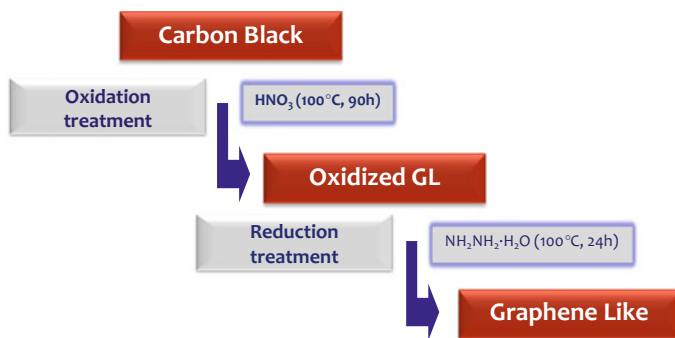 Carbon Black
Oxidation
treatment
HNO₃ (100°C, 90h)
Oxidized GL
Reduction
treatment
NH₂NH₂·H₂O (100°C, 24h)
Graphene Like